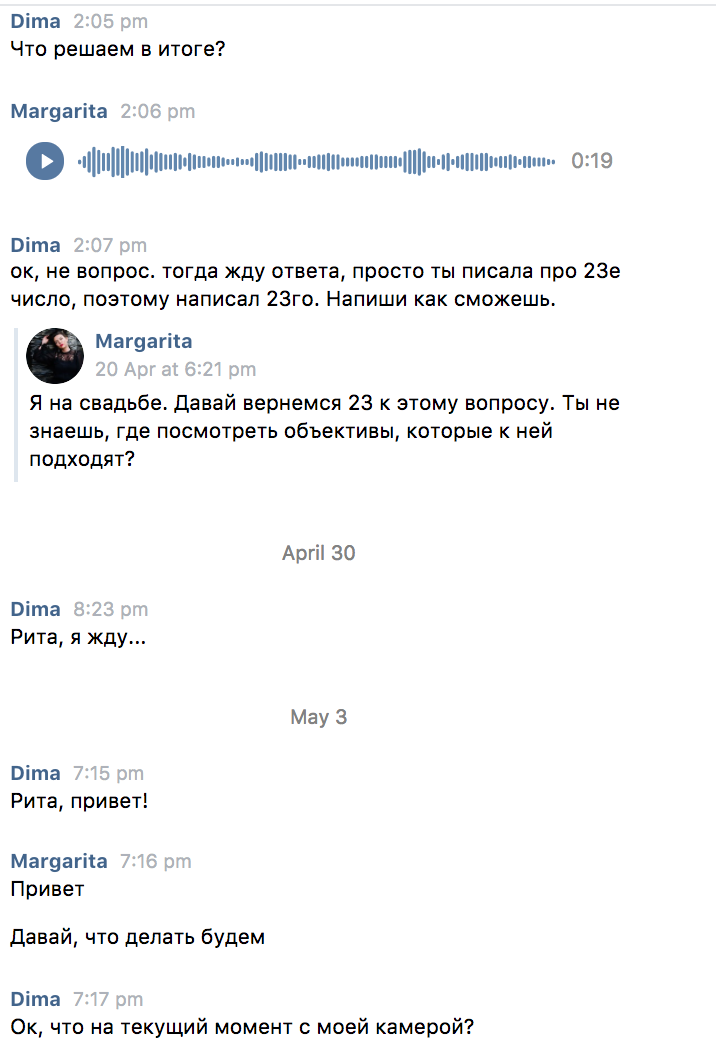 Dima 2:05 pm
Что решаем в итоге?
Margarita 2:06 pm
0:19
Dima 2:07 pm
ок, не вопрос. тогда жду ответа, просто ты писала про 23е
число, поэтому написал 23го. Напиши как сможешь.
Margarita
20 Apr at 6:21 pm
Я на свадьбе. Давай вернемся 23 к этому вопросу. Ты не
знаешь, где посмотреть объективы, которые к ней
подходят?
April 30
Dima 8:23 pm
Рита, я жду...
May 3
Dima 7:15 pm
Рита, привет!
Margarita 7:16 pm
Привет
Давай, что делать будем
Dima 7:17 pm
Ок, что на текущий момент с моей камерой?